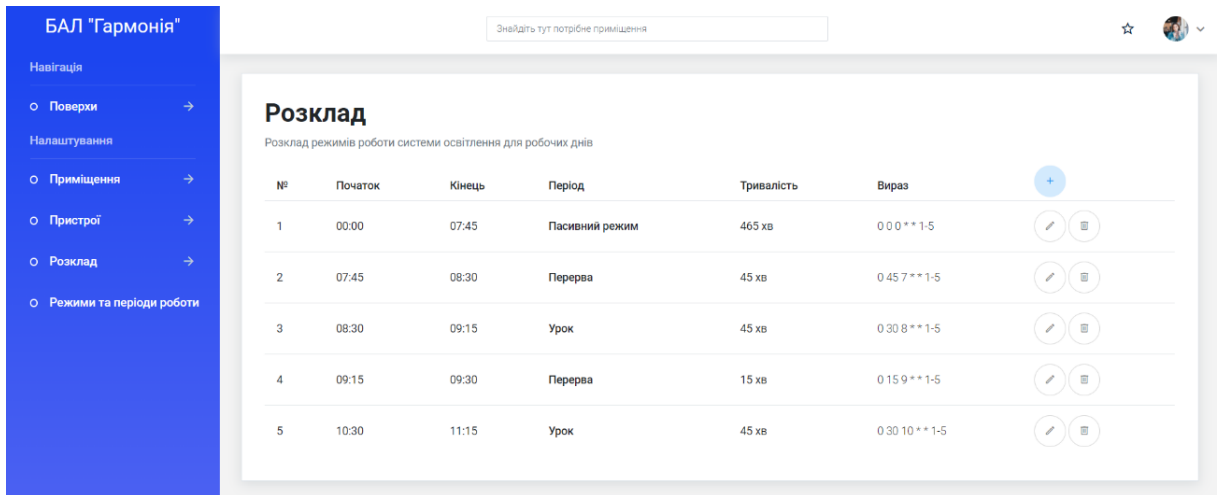 БАЛ "Гармонія"
Знайдіть тут потрібне приміщення
Навігація
Поверхи
Налаштування
Приміщення
Пристрої
Розклад
Режими та періоди роботи
Розклад
Розклад режимів роботи системи освітлення для робочих днів
№ Початок Кінець Період Тривалість Вираз +
1 00:00 07:45 Пасивний режим 465 хв 0 0 0 * * 1-5
2 07:45 08:30 Перерва 45 хв 0 45 7 * * 1-5
3 08:30 09:15 Урок 45 хв 0 30 8 * * 1-5
4 09:15 09:30 Перерва 15 хв 0 15 9 * * 1-5
5 10:30 11:15 Урок 45 хв 0 30 10 * * 1-5